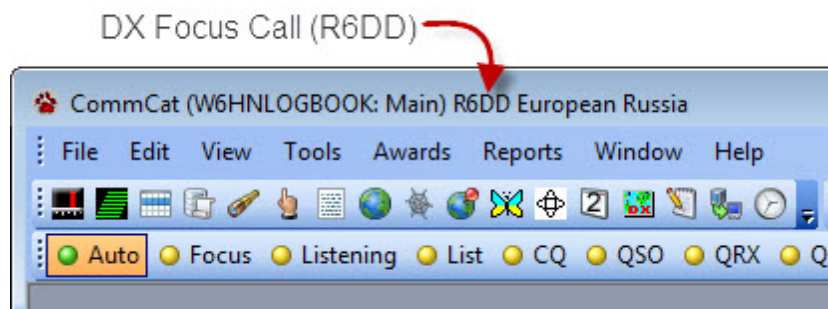 DX Focus Call (R6DD)
CommCat (W6HNLOGBOOK: Main) R6DD European Russia
File Edit View Tools Awards Reports Window Help
2 DX
Auto Focus Listening List CQ QSO QRX Q